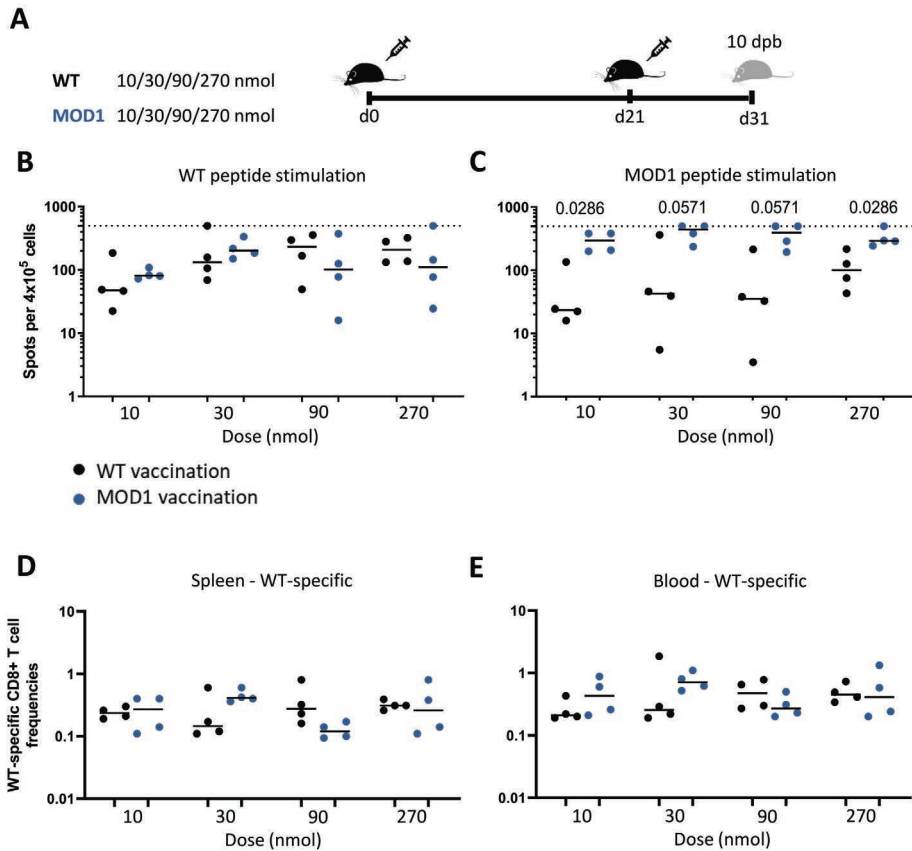 A
10 dpb
WT 10/30/90/270 nmol
MOD1 10/30/90/270 nmol
d0 d21 d31
B
WT peptide stimulation
Spots per 4x10⁵ cells
1000
100
10
1
10 30 90 270
Dose (nmol)
C
MOD1 peptide stimulation
0.0286 0.0571 0.0571 0.0286
1000
100
10
1
10 30 90 270
Dose (nmol)
WT vaccination
MOD1 vaccination
D
Spleen - WT-specific
WT-specific CD8+ T cell
frequencies
10
1
0.1
0.01
10 30 90 270
Dose (nmol)
E
Blood - WT-specific
10
1
0.1
0.01
10 30 90 270
Dose (nmol)